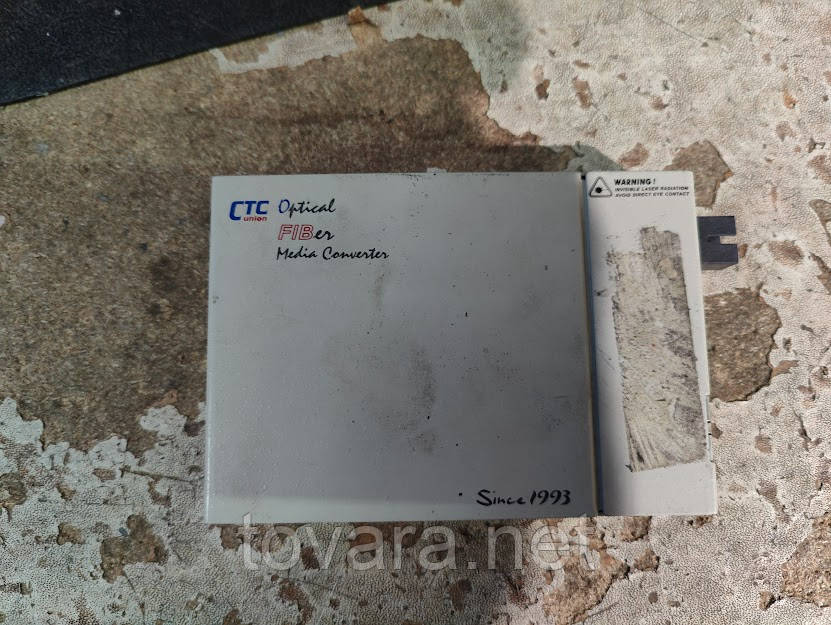 CTC union
Optical
FIBer
Media Converter
WARNING !
INVISIBLE LASER RADIATION
AVOID DIRECT EYE CONTACT
Since 1993
tovara.net